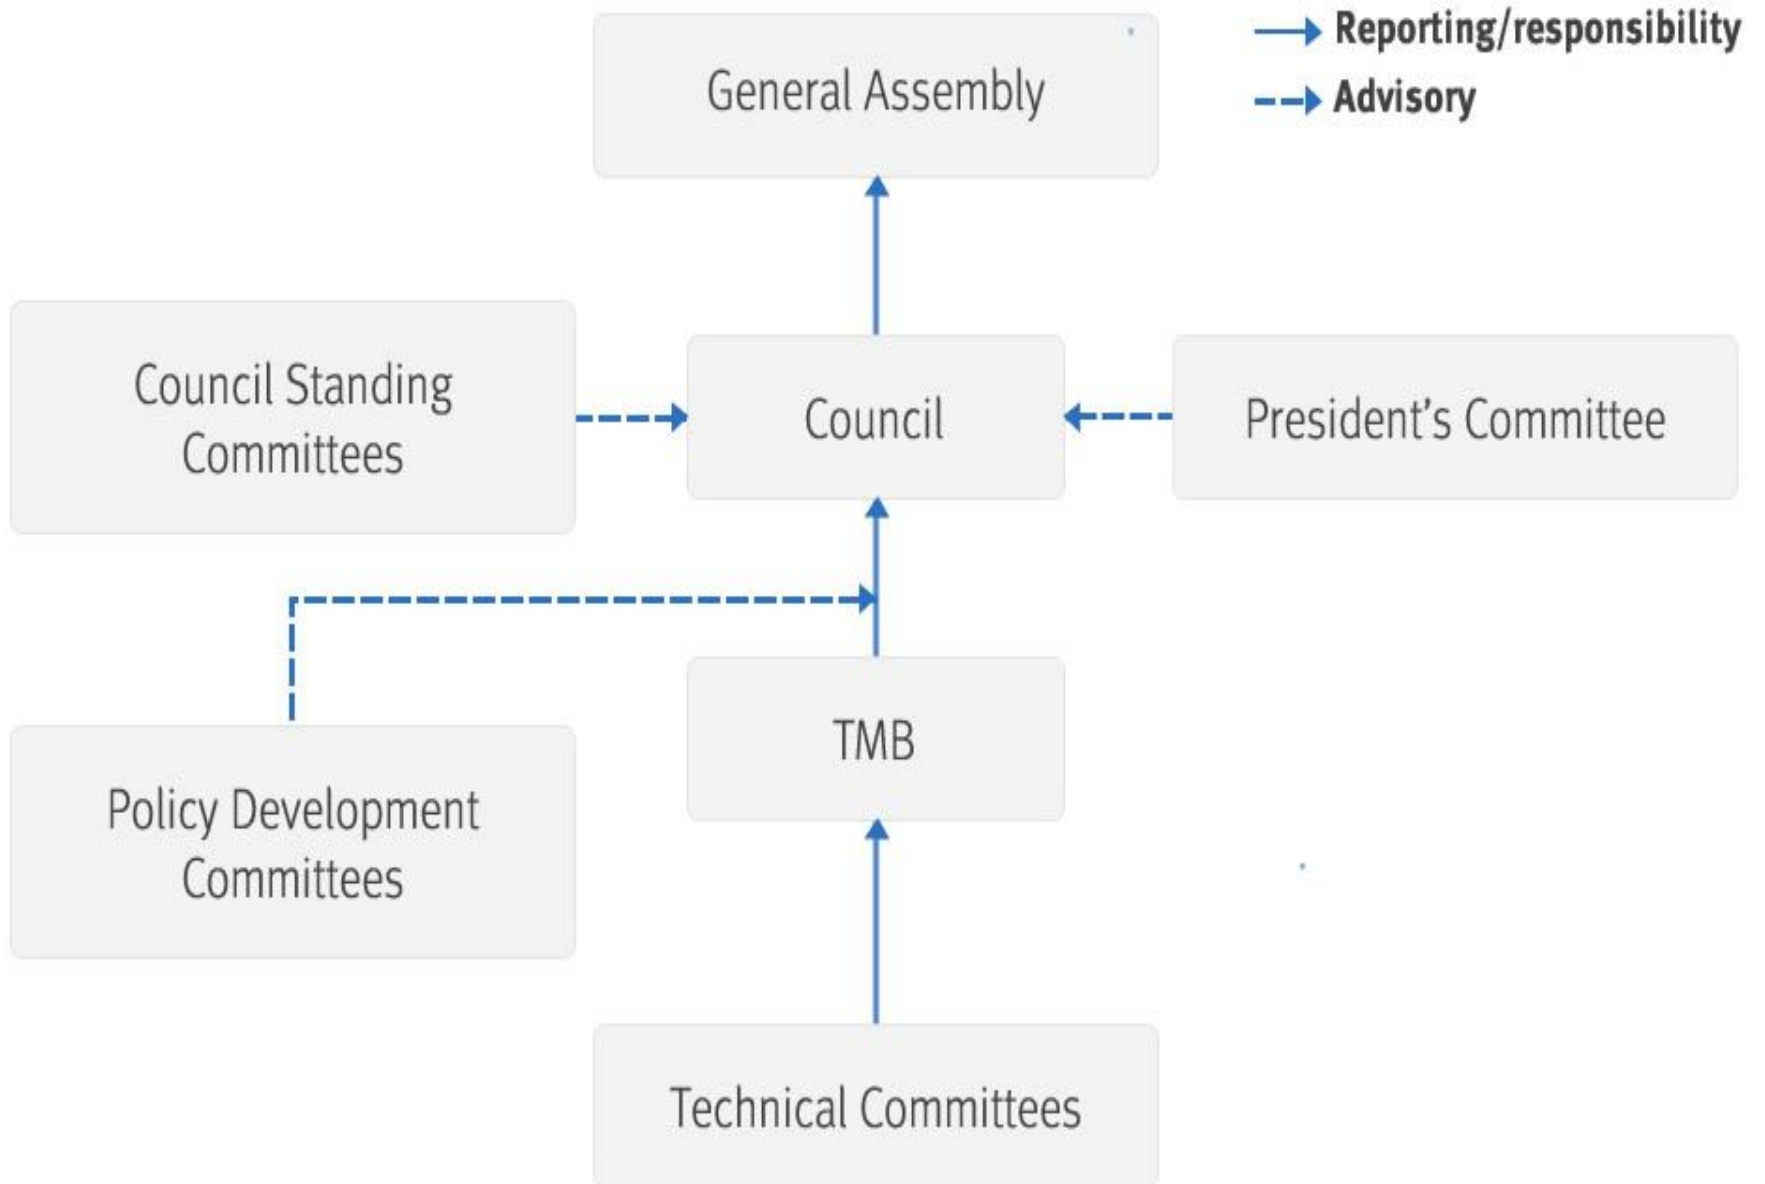 General Assembly
Reporting/responsibility
Advisory
Council Standing
Committees
Council
President’s Committee
Policy Development
Committees
TMB
Technical Committees